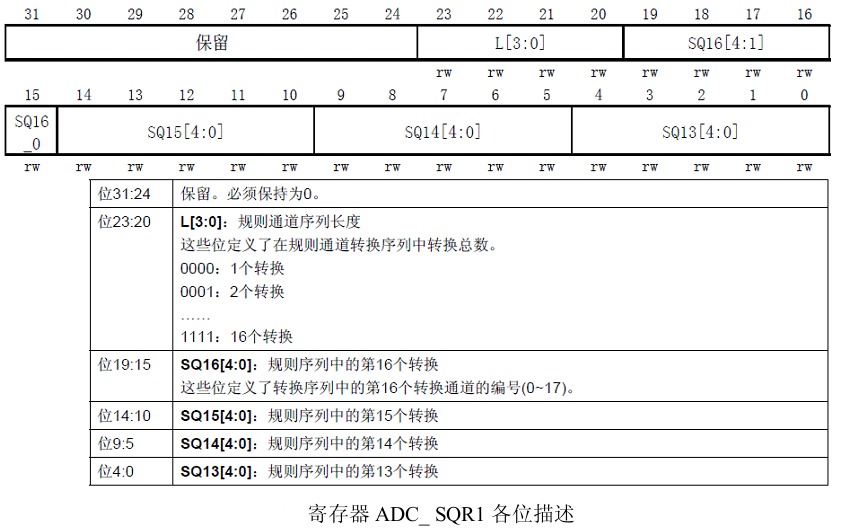 31 30 29 28 27 26 25 24 23 22 21 20 19 18 17 16
保留 L[3:0] SQ16[4:1]
rw rw rw rw rw rw rw rw
15 14 13 12 11 10 9 8 7 6 5 4 3 2 1 0
SQ16
_0 SQ15[4:0] SQ14[4:0] SQ13[4:0]
rw rw rw rw rw rw rw rw rw rw rw rw rw rw rw rw
位31:24 保留。必须保持为0。
位23:20 L[3:0]：规则通道序列长度
这些位定义了在规则通道转换序列中转换总数。
0000：1个转换
0001：2个转换
……
1111：16个转换
位19:15 SQ16[4:0]：规则序列中的第16个转换
这些位定义了转换序列中的第16个转换通道的编号(0~17)。
位14:10 SQ15[4:0]：规则序列中的第15个转换
位9:5 SQ14[4:0]：规则序列中的第14个转换
位4:0 SQ13[4:0]：规则序列中的第13个转换
寄存器 ADC_ SQR1 各位描述